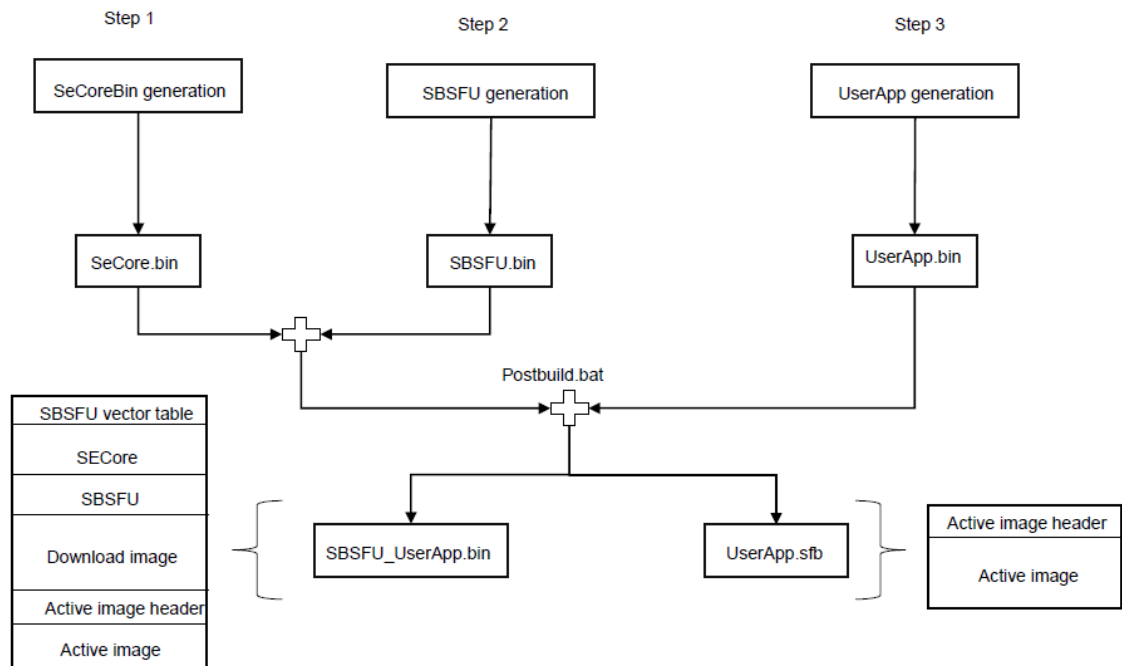 Step 1
Step 2
Step 3
SeCoreBin generation
SBSFU generation
UserApp generation
SeCore.bin
SBSFU.bin
UserApp.bin
Postbuild.bat
SBSFU vector table
SECore
SBSFU
Download image
Active image header
Active image
SBSFU_UserApp.bin
UserApp.sfb
Active image header
Active image